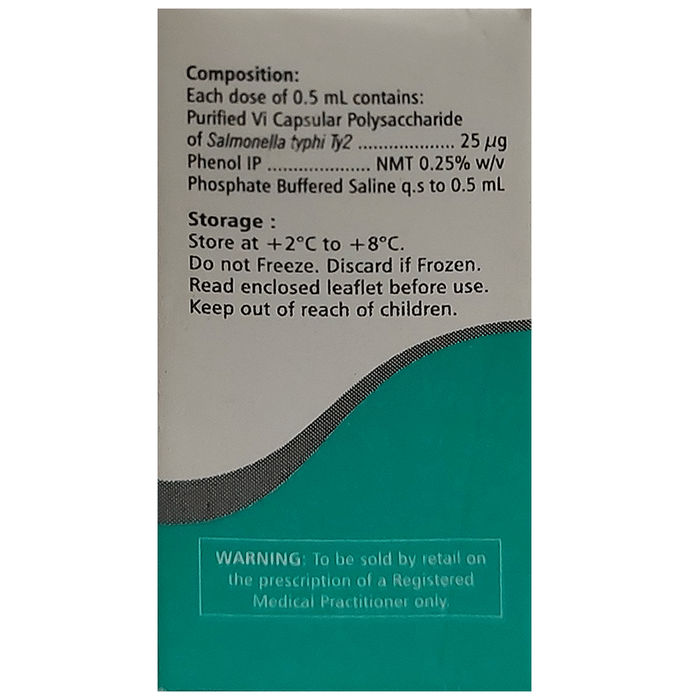 Composition:
Each dose of 0.5 mL contains:
Purified Vi Capsular Polysaccharide
of Salmonella typhi Ty2 ................... 25 µg
Phenol IP .................... NMT 0.25% w/v
Phosphate Buffered Saline q.s to 0.5 mL
Storage :
Store at +2°C to +8°C.
Do not Freeze. Discard if Frozen.
Read enclosed leaflet before use.
Keep out of reach of children.
WARNING: To be sold by retail on
the prescription of a Registered
Medical Practitioner only.